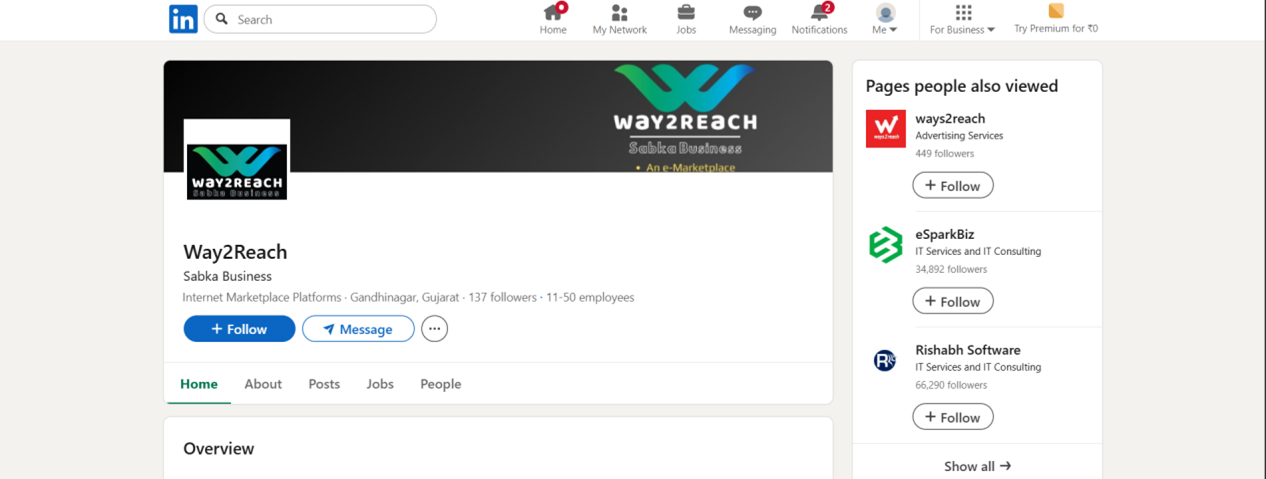 in
Search
Home
My Network
Jobs
Messaging
2
Notifications
Me
For Business
Try Premium for ₹0
WAY2REACH
Sabka Business
• An e-Marketplace
WAY2REACH
Sabka Business
Way2Reach
Sabka Business
Internet Marketplace Platforms · Gandhinagar, Gujarat · 137 followers · 11-50 employees
+ Follow
Message
...
Home
About
Posts
Jobs
People
Overview
Pages people also viewed
ways2reach
ways2reach
Advertising Services
449 followers
+ Follow
eSparkBiz
IT Services and IT Consulting
34,892 followers
+ Follow
Rishabh Software
IT Services and IT Consulting
66,290 followers
+ Follow
Show all →